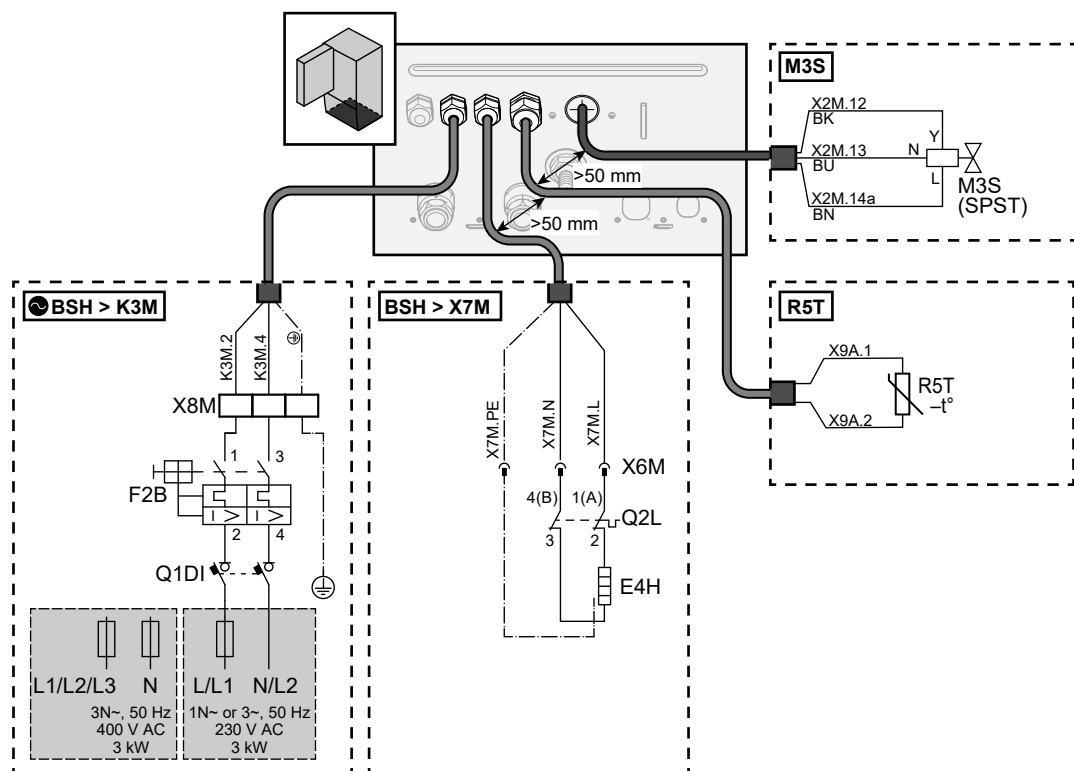 >50 mm
>50 mm
M3S
X2M.12
BK
X2M.13
BU
X2M.14a
BN
Y
N
L
M3S
(SPST)
BSH > K3M
K3M.2
K3M.4
X8M
1
3
F2B
I >
I >
2
4
Q1DI
L1/L2/L3
N
3N~, 50 Hz
400 V AC
3 kW
L/L1
N/L2
1N~ or 3~, 50 Hz
230 V AC
3 kW
BSH > X7M
X7M.PE
X7M.N
X7M.L
X6M
4(B)
1(A)
Q2L
3
2
E4H
R5T
X9A.1
R5T
–t°
X9A.2